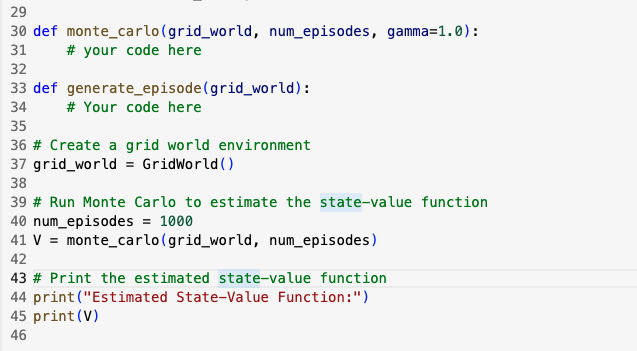 29
30 def monte_carlo(grid_world, num_episodes, gamma=1.0):
31     # your code here
32
33 def generate_episode(grid_world):
34     # Your code here
35
36 # Create a grid world environment
37 grid_world = GridWorld()
38
39 # Run Monte Carlo to estimate the state-value function
40 num_episodes = 1000
41 V = monte_carlo(grid_world, num_episodes)
42
43 # Print the estimated state-value function
44 print("Estimated State-Value Function:")
45 print(V)
46